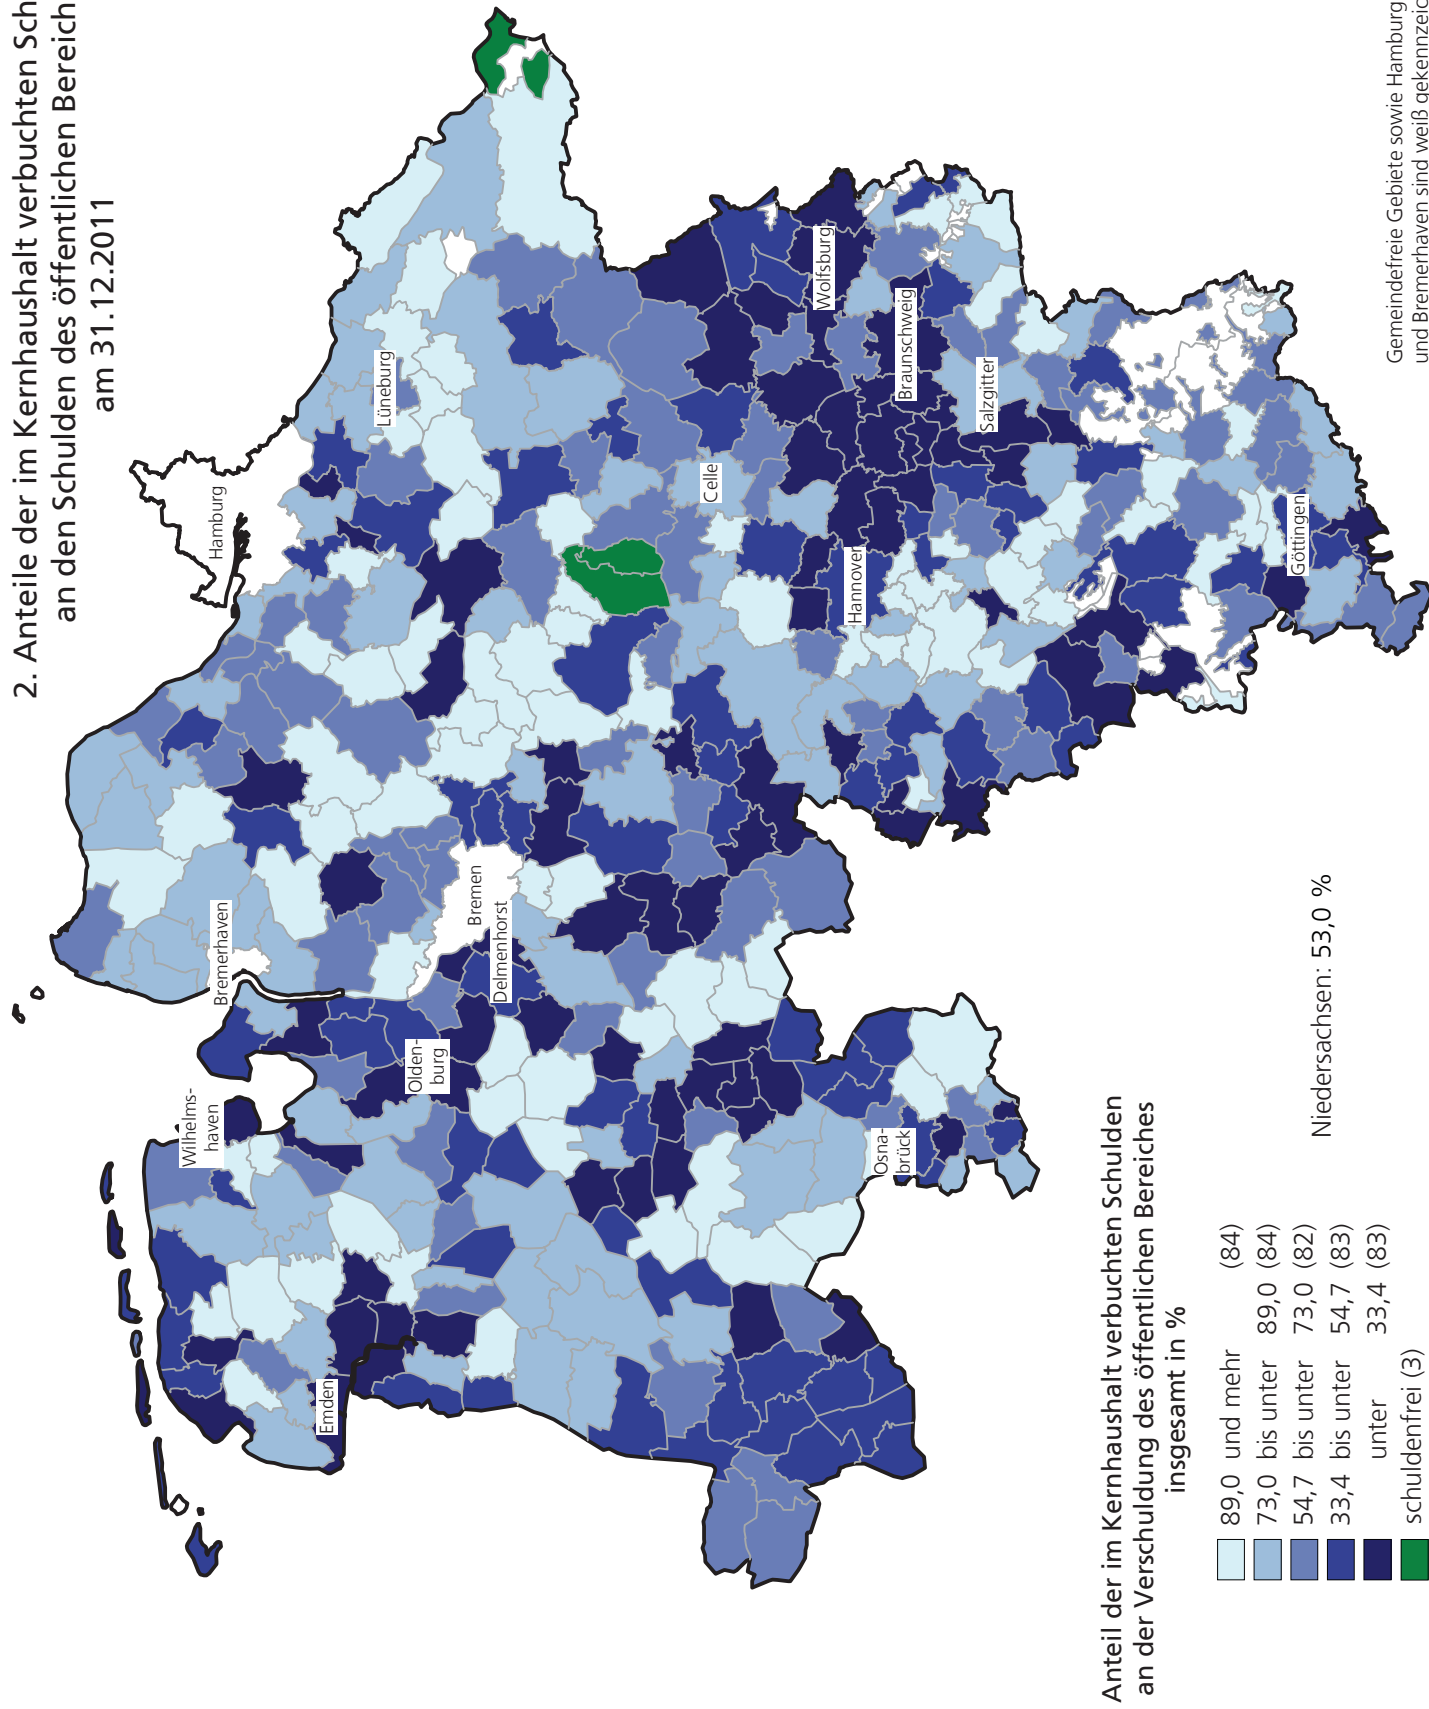 2. Anteile der im Kernhaushalt verbuchten Sch
an den Schulden des öffentlichen Bereich
am 31.12.2011
Hamburg
Lüneburg
Bremerhaven
Wilhelms-
haven
Emden
Olden-
burg
Bremen
Delmenhorst
Celle
Wolfsburg
Braunschweig
Hannover
Salzgitter
Osna-
brück
Göttingen
Anteil der im Kernhaushalt verbuchten Schulden
an der Verschuldung des öffentlichen Bereiches
insgesamt in %
89,0 und mehr (84)
73,0 bis unter 89,0 (84)
54,7 bis unter 73,0 (82)
33,4 bis unter 54,7 (83)
unter 33,4 (83)
schuldenfrei (3)
Niedersachsen: 53,0 %
Gemeindefreie Gebiete sowie Hamburg
und Bremerhaven sind weiß gekennzeic